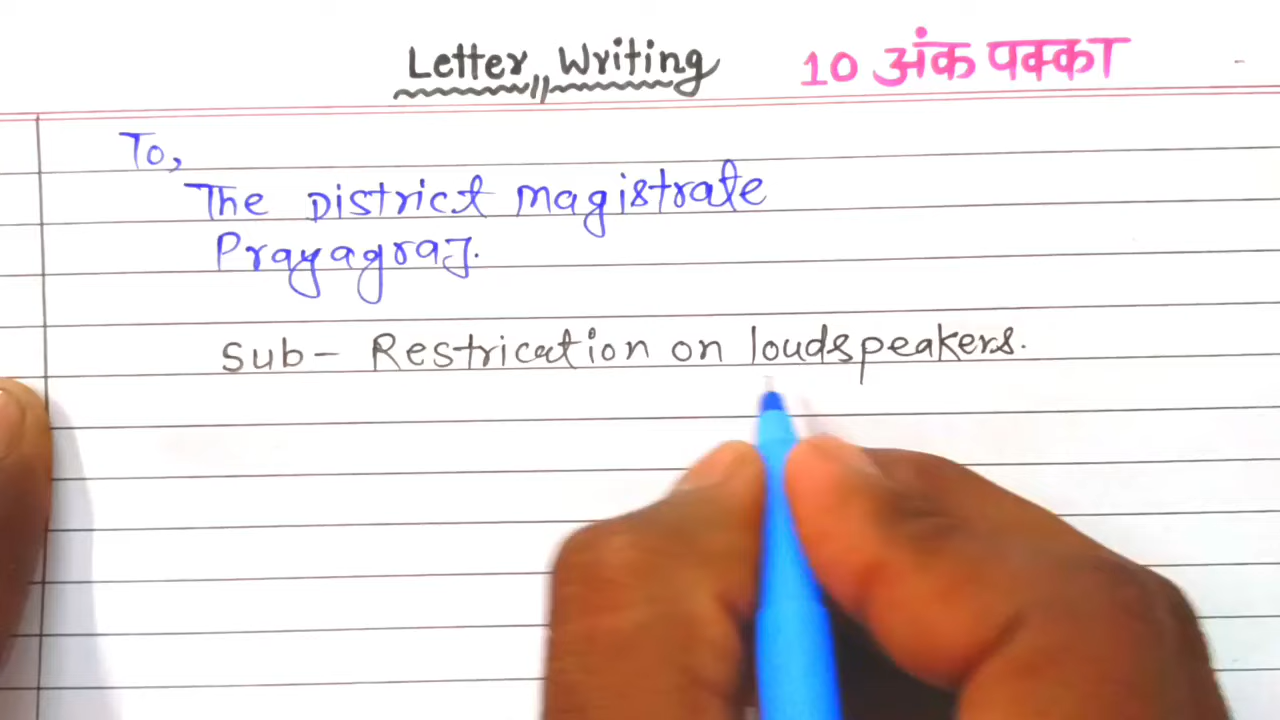 Letter Writing 10 अंक पक्का
To,
The District magistrate
Prayagraj.
Sub - Restrication on loudspeakers.